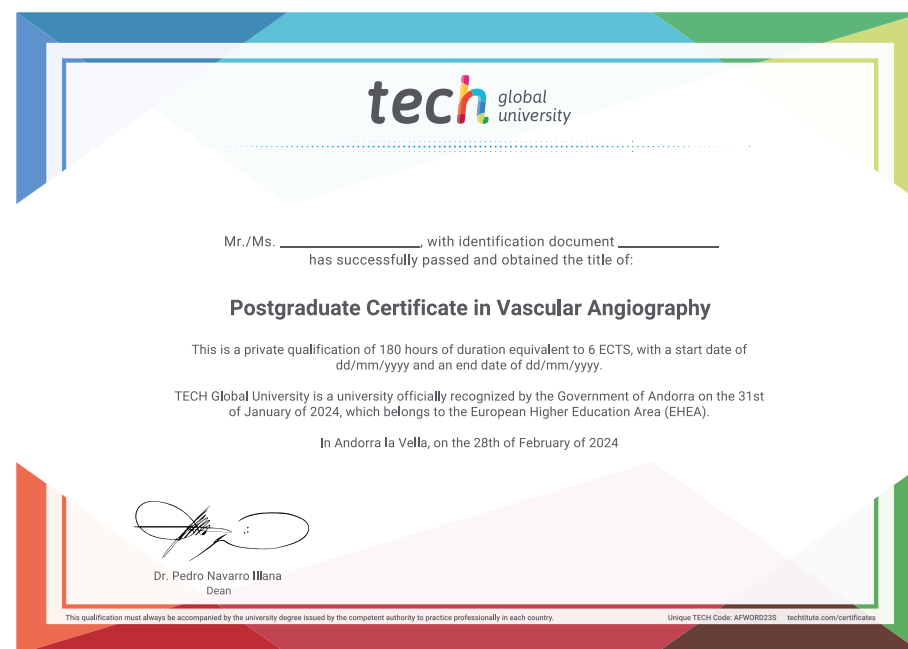 tech global university
Mr./Ms. ____________________, with identification document ______________
has successfully passed and obtained the title of:
Postgraduate Certificate in Vascular Angiography
This is a private qualification of 180 hours of duration equivalent to 6 ECTS, with a start date of
dd/mm/yyyy and an end date of dd/mm/yyyy.
TECH Global University is a university officially recognized by the Government of Andorra on the 31st
of January of 2024, which belongs to the European Higher Education Area (EHEA).
In Andorra la Vella, on the 28th of February of 2024
Dr. Pedro Navarro Illana
Dean
This qualification must always be accompanied by the university degree issued by the competent authority to practice professionally in each country.
Unique TECH Code: AFWORD23S techtitute.com/certificates